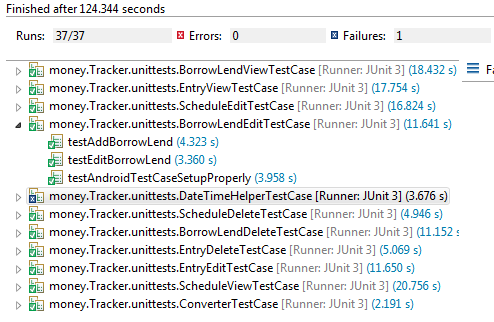 Finished after 124.344 seconds
Runs: 37/37 Errors: 0 Failures: 1
money.Tracker.unittests.BorrowLendViewTestCase [Runner: JUnit 3] (18.432 s)
money.Tracker.unittests.EntryViewTestCase [Runner: JUnit 3] (17.754 s)
money.Tracker.unittests.ScheduleEditTestCase [Runner: JUnit 3] (16.824 s)
money.Tracker.unittests.BorrowLendEditTestCase [Runner: JUnit 3] (11.641 s)
testAddBorrowLend (4.323 s)
testEditBorrowLend (3.360 s)
testAndroidTestCaseSetupProperly (3.958 s)
money.Tracker.unittests.DateTimeHelperTestCase [Runner: JUnit 3] (3.676 s)
money.Tracker.unittests.ScheduleDeleteTestCase [Runner: JUnit 3] (4.946 s)
money.Tracker.unittests.BorrowLendDeleteTestCase [Runner: JUnit 3] (11.152 s)
money.Tracker.unittests.EntryDeleteTestCase [Runner: JUnit 3] (5.069 s)
money.Tracker.unittests.EntryEditTestCase [Runner: JUnit 3] (11.650 s)
money.Tracker.unittests.ScheduleViewTestCase [Runner: JUnit 3] (20.756 s)
money.Tracker.unittests.ConverterTestCase [Runner: JUnit 3] (2.191 s)